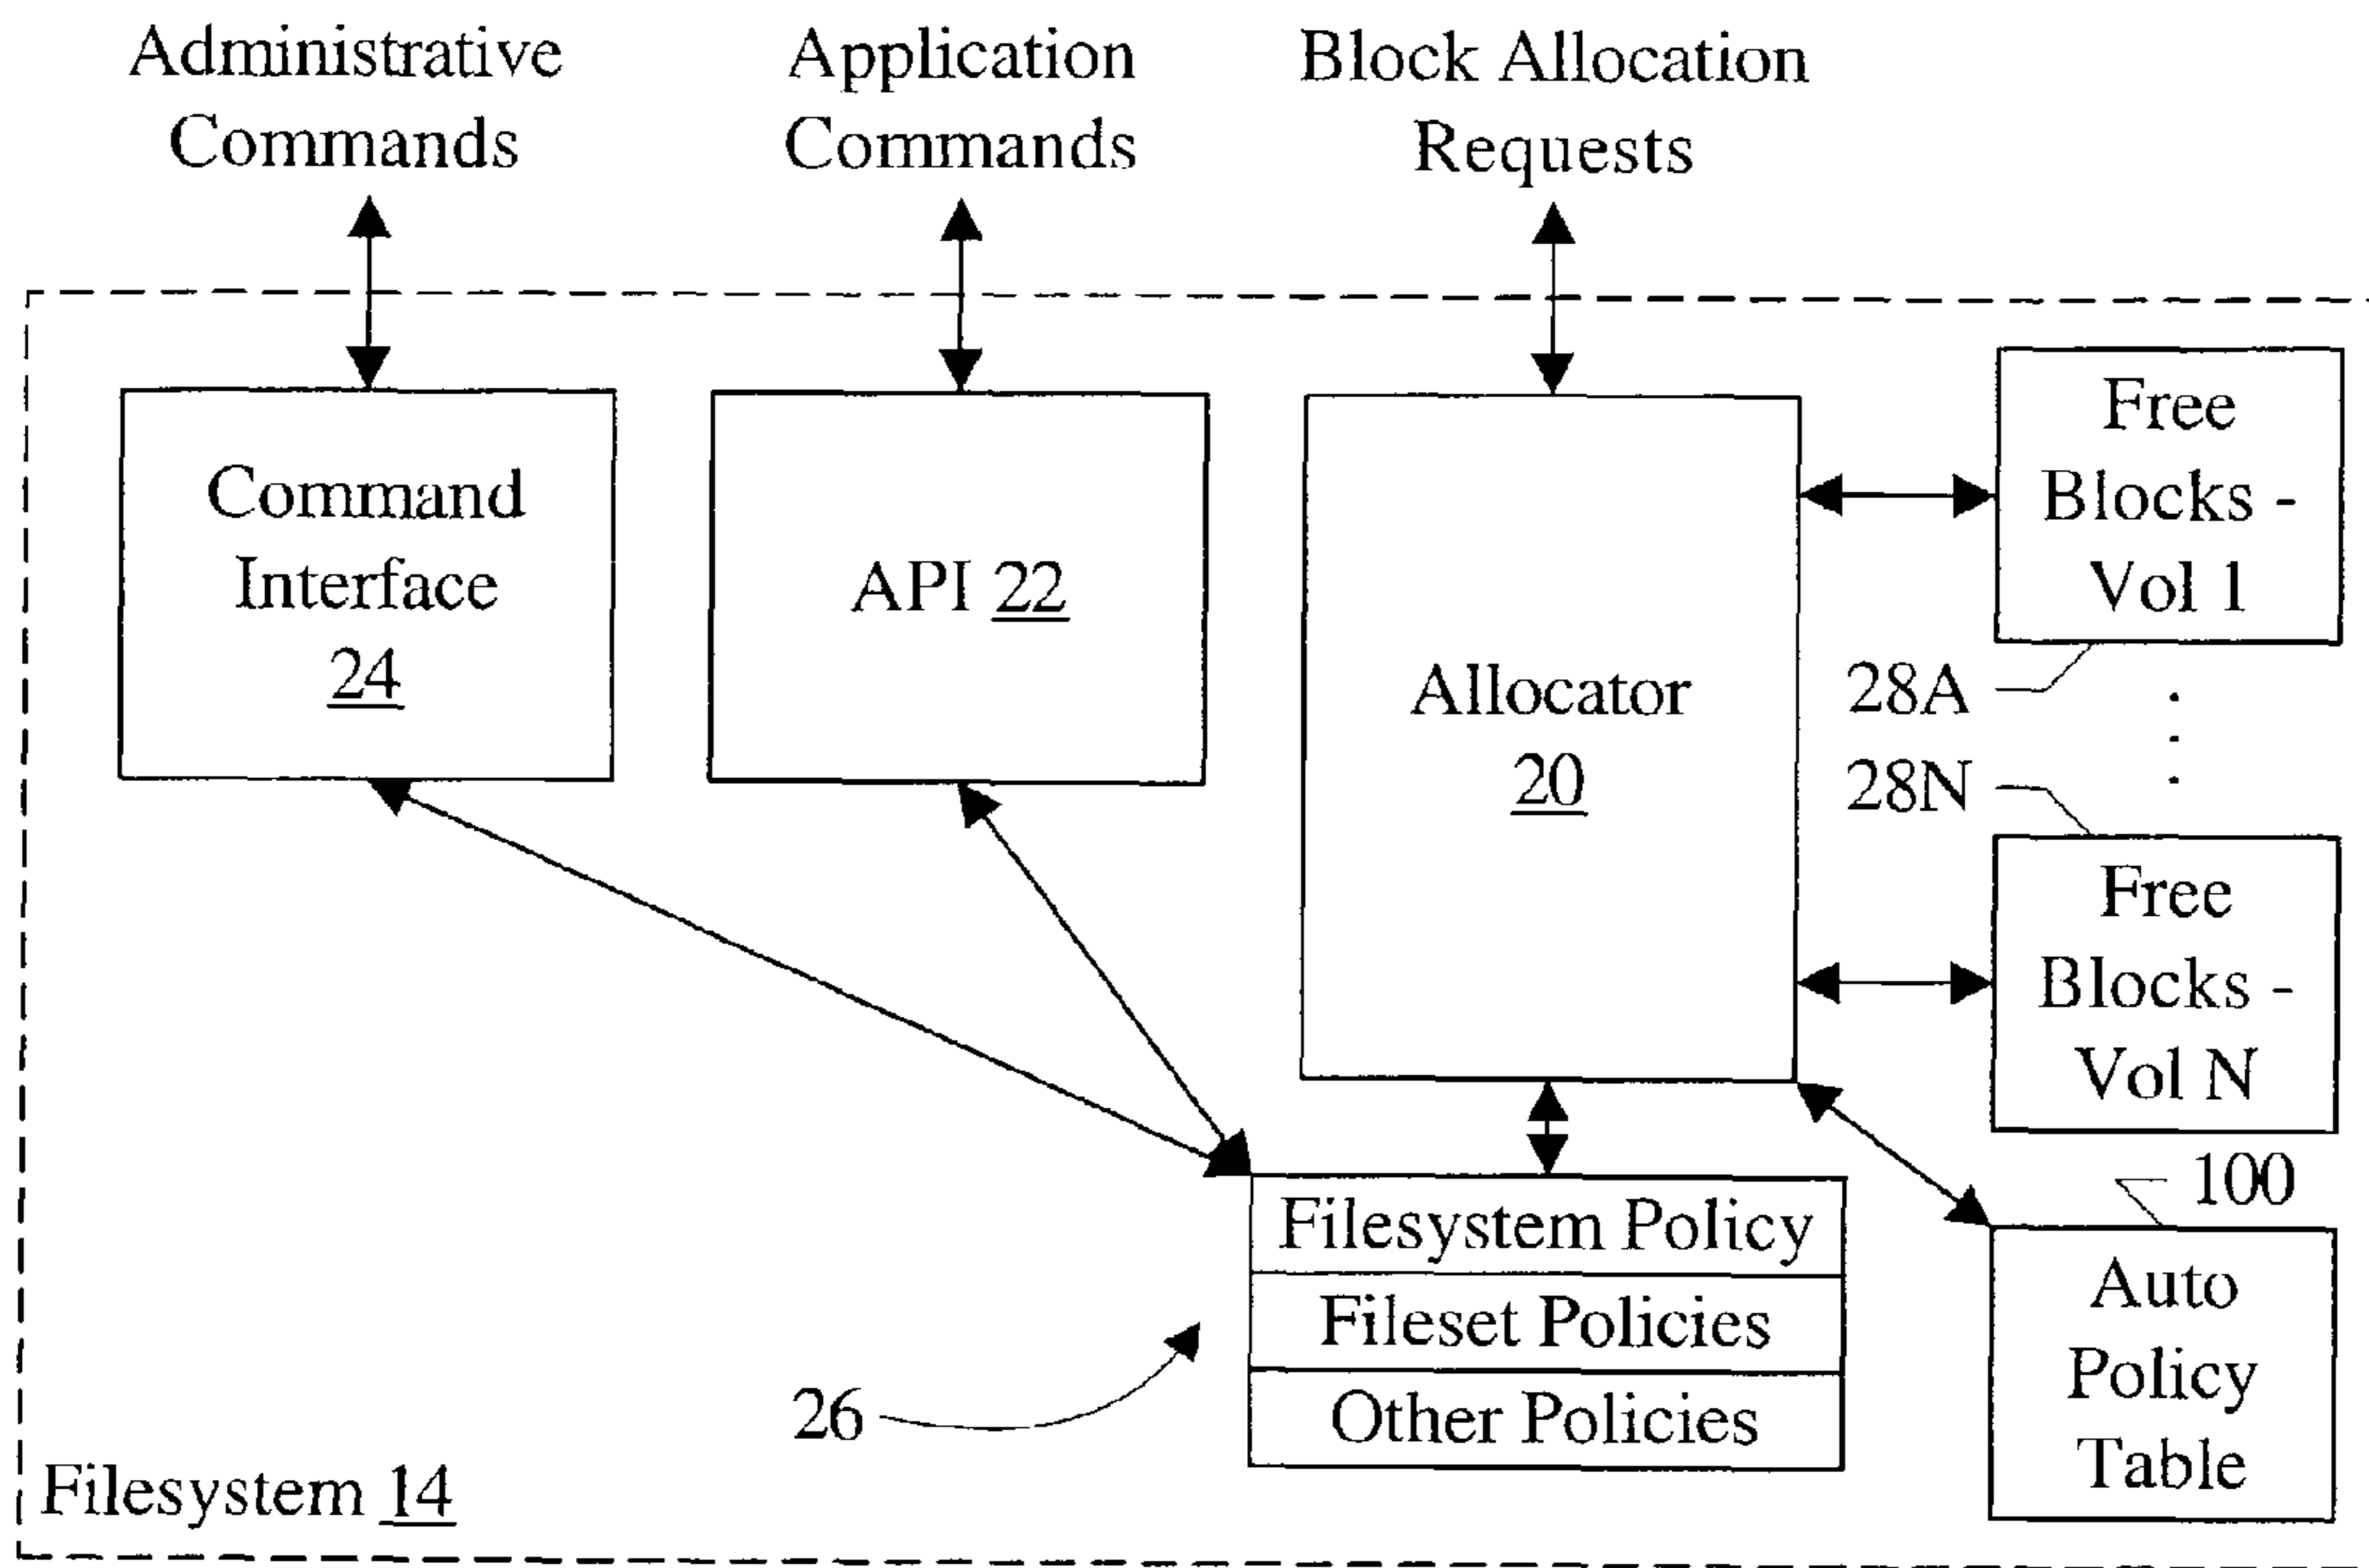 Administrative
Commands
Application
Commands
Block Allocation
Requests
Command
Interface
24
API 22
Allocator
20
Free
Blocks -
Vol 1
28A
28N
Free
Blocks -
Vol N
100
Filesystem Policy
Fileset Policies
Other Policies
26
Auto
Policy
Table
Filesystem 14